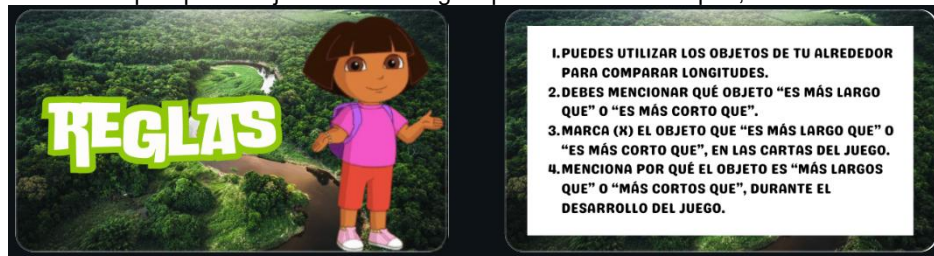 REGLAS
1. PUEDES UTILIZAR LOS OBJETOS DE TU ALREDEDOR
PARA COMPARAR LONGITUDES.
2. DEBES MENCIONAR QUÉ OBJETO “ES MÁS LARGO
QUE” O “ES MÁS CORTO QUE”.
3. MARCA (X) EL OBJETO QUE “ES MÁS LARGO QUE” O
“ES MÁS CORTO QUE”, EN LAS CARTAS DEL JUEGO.
4. MENCIONA POR QUÉ EL OBJETO ES “MÁS LARGOS
QUE” O “MÁS CORTOS QUE”, DURANTE EL
DESARROLLO DEL JUEGO.